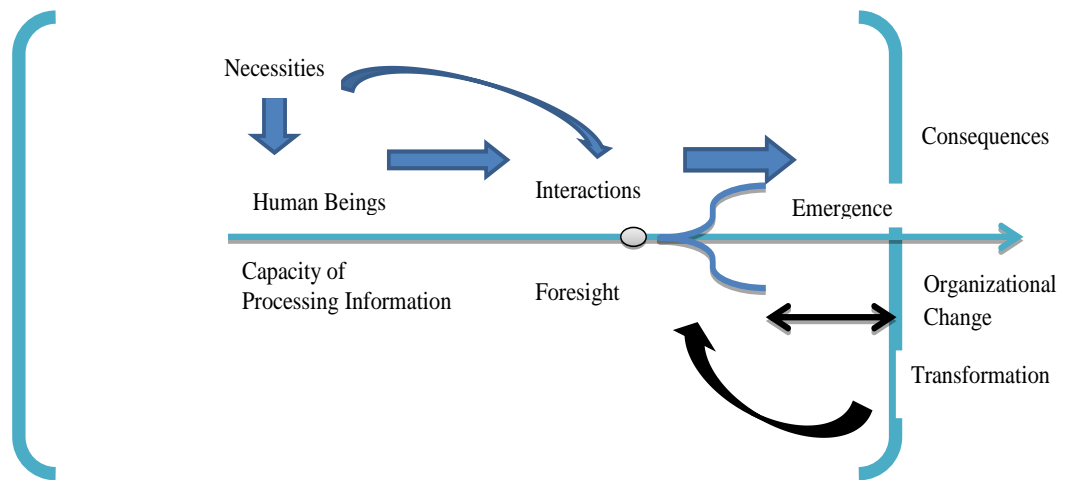 Necessities
Consequences
Human Beings
Interactions
Emergence
Capacity of
Processing Information
Foresight
Organizational
Change
Transformation